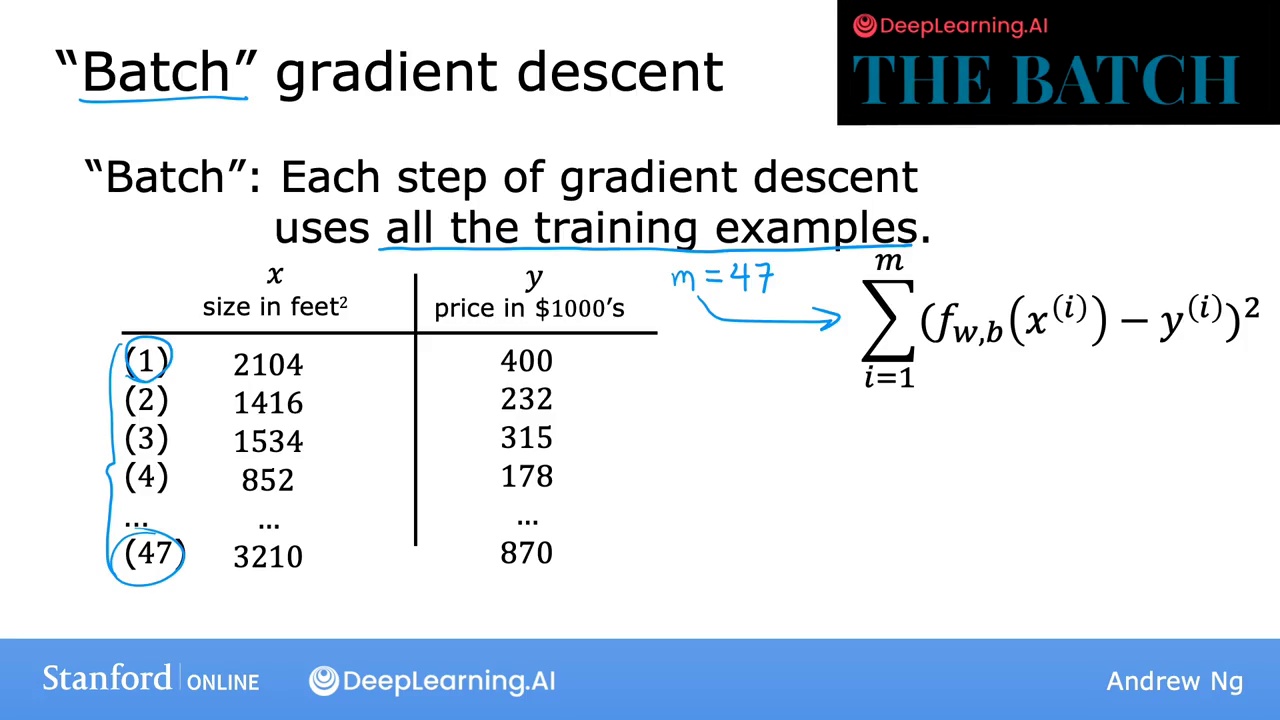 “Batch” gradient descent
DeepLearning.AI
THE BATCH
“Batch”: Each step of gradient descent
uses all the training examples.
x y
size in feet² price in $1000’s
(1) 2104 400
(2) 1416 232
(3) 1534 315
(4) 852 178
... ... ...
(47) 3210 870
m = 47
m
∑ (f_{w,b}(x^{(i)}) − y^{(i)})²
i=1
Stanford ONLINE DeepLearning.AI Andrew Ng